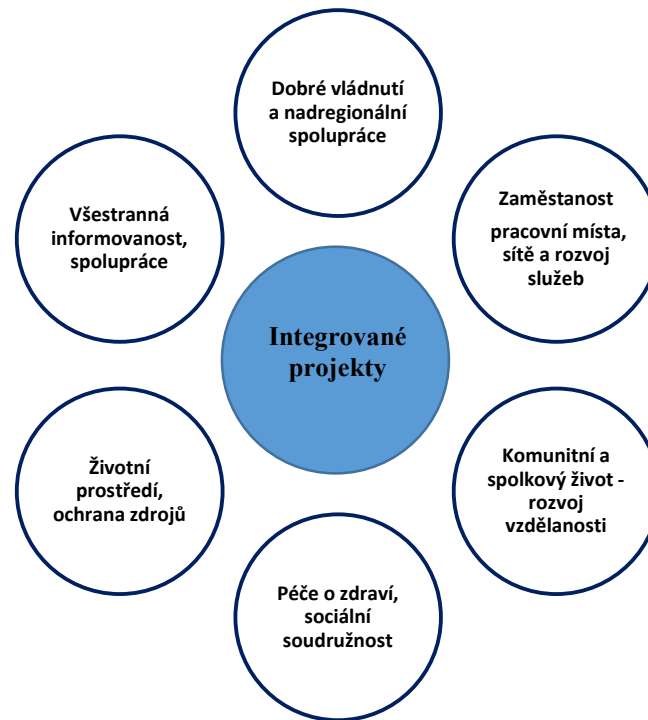 Dobré vládnutí
a nadregionální
spolupráce
Všestranná
informovanost,
spolupráce
Zaměstanost
pracovní místa,
sítě a rozvoj
služeb
Integrované
projekty
Životní
prostředí,
ochrana zdrojů
Komunitní a
spolkový život -
rozvoj
vzdělanosti
Péče o zdraví,
sociální
soudružnost